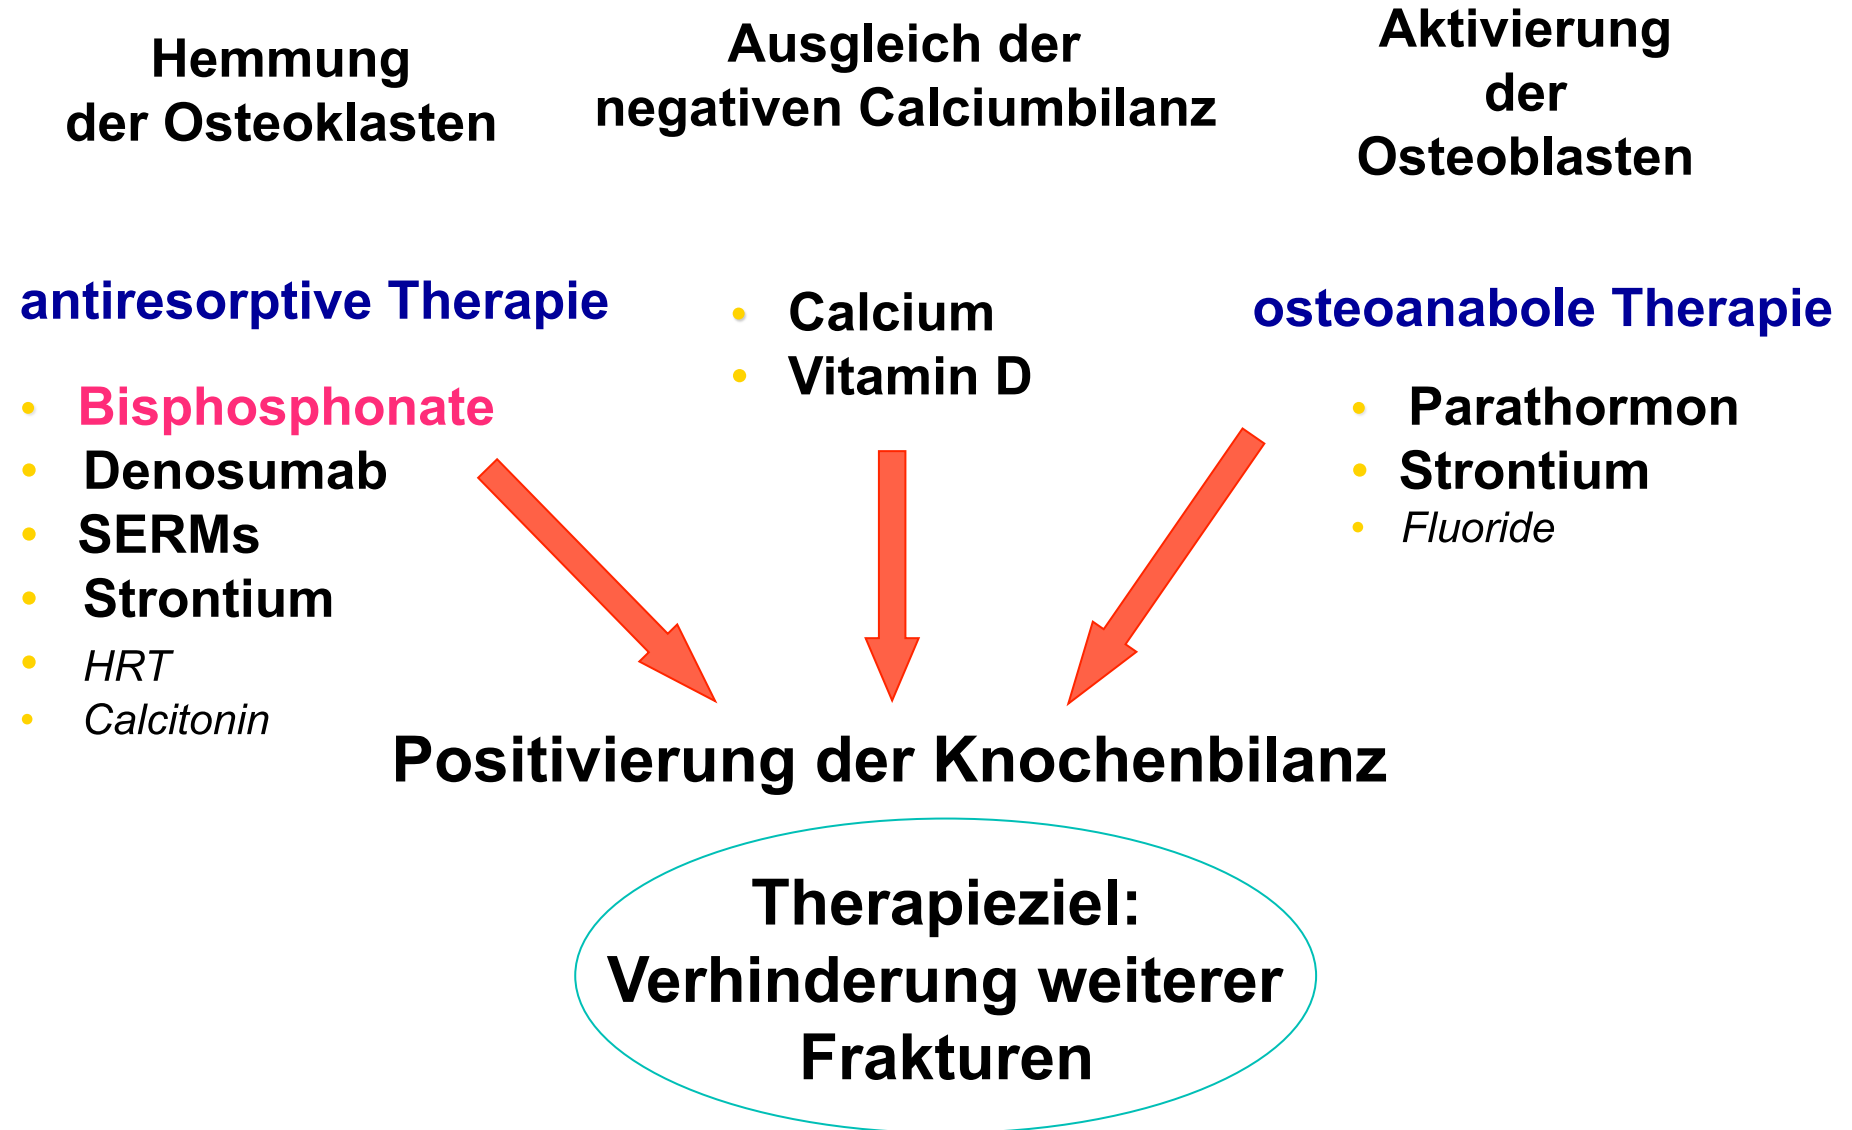 Hemmung
der Osteoklasten
Ausgleich der
negativen Calciumbilanz
Aktivierung
der
Osteoblasten
antiresorptive Therapie
• Bisphosphonate
• Denosumab
• SERMs
• Strontium
• HRT
• Calcitonin
• Calcium
• Vitamin D
osteoanabole Therapie
• Parathormon
• Strontium
• Fluoride
Positivierung der Knochenbilanz
Therapieziel:
Verhinderung weiterer
Frakturen